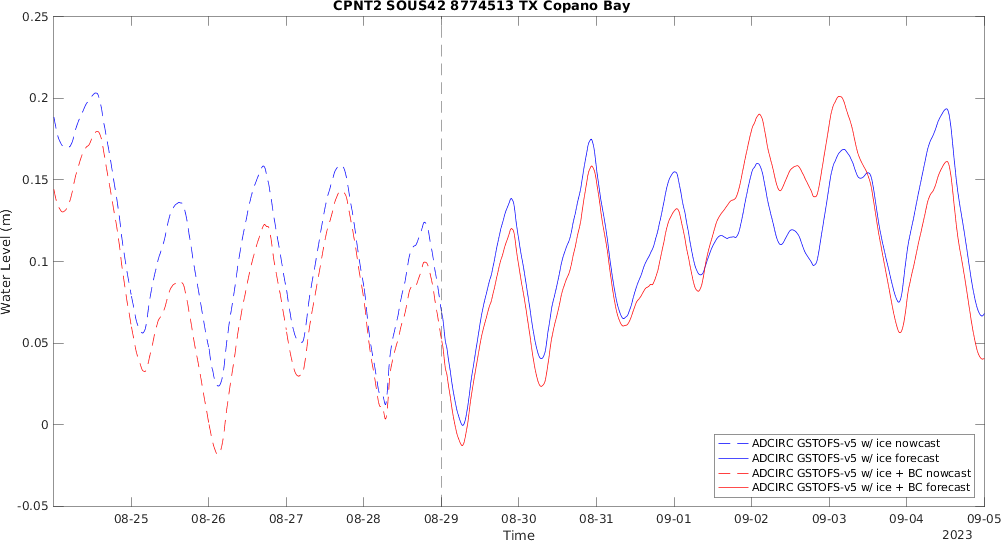 CPNT2 SOUS42 8774513 TX Copano Bay
0.25
0.2
0.15
0.1
0.05
0
-0.05
Water Level (m)
ADCIRC GSTOFS-v5 w/ ice nowcast
ADCIRC GSTOFS-v5 w/ ice forecast
ADCIRC GSTOFS-v5 w/ ice + BC nowcast
ADCIRC GSTOFS-v5 w/ ice + BC forecast
08-25 08-26 08-27 08-28 08-29 08-30 08-31 09-01 09-02 09-03 09-04 09-05
Time
2023